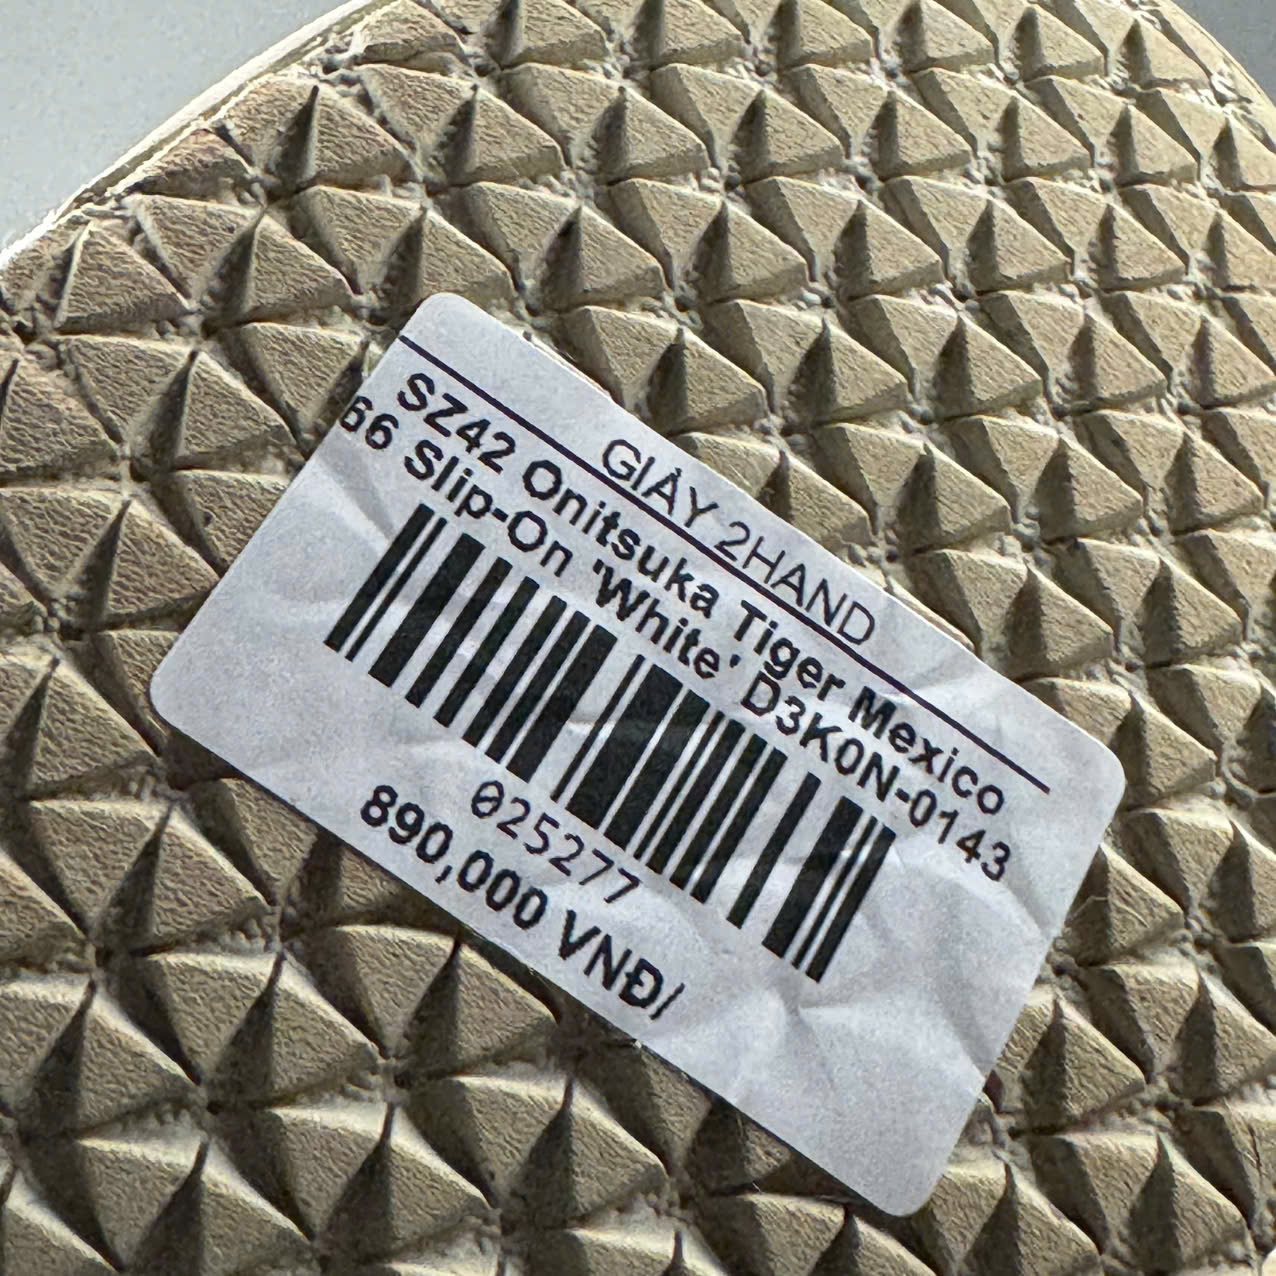 GIÀY 2HAND
SZ42 Onitsuka Tiger Mexico
66 Slip-On 'White' D3K0N-0143
025277
890,000 VNĐ/